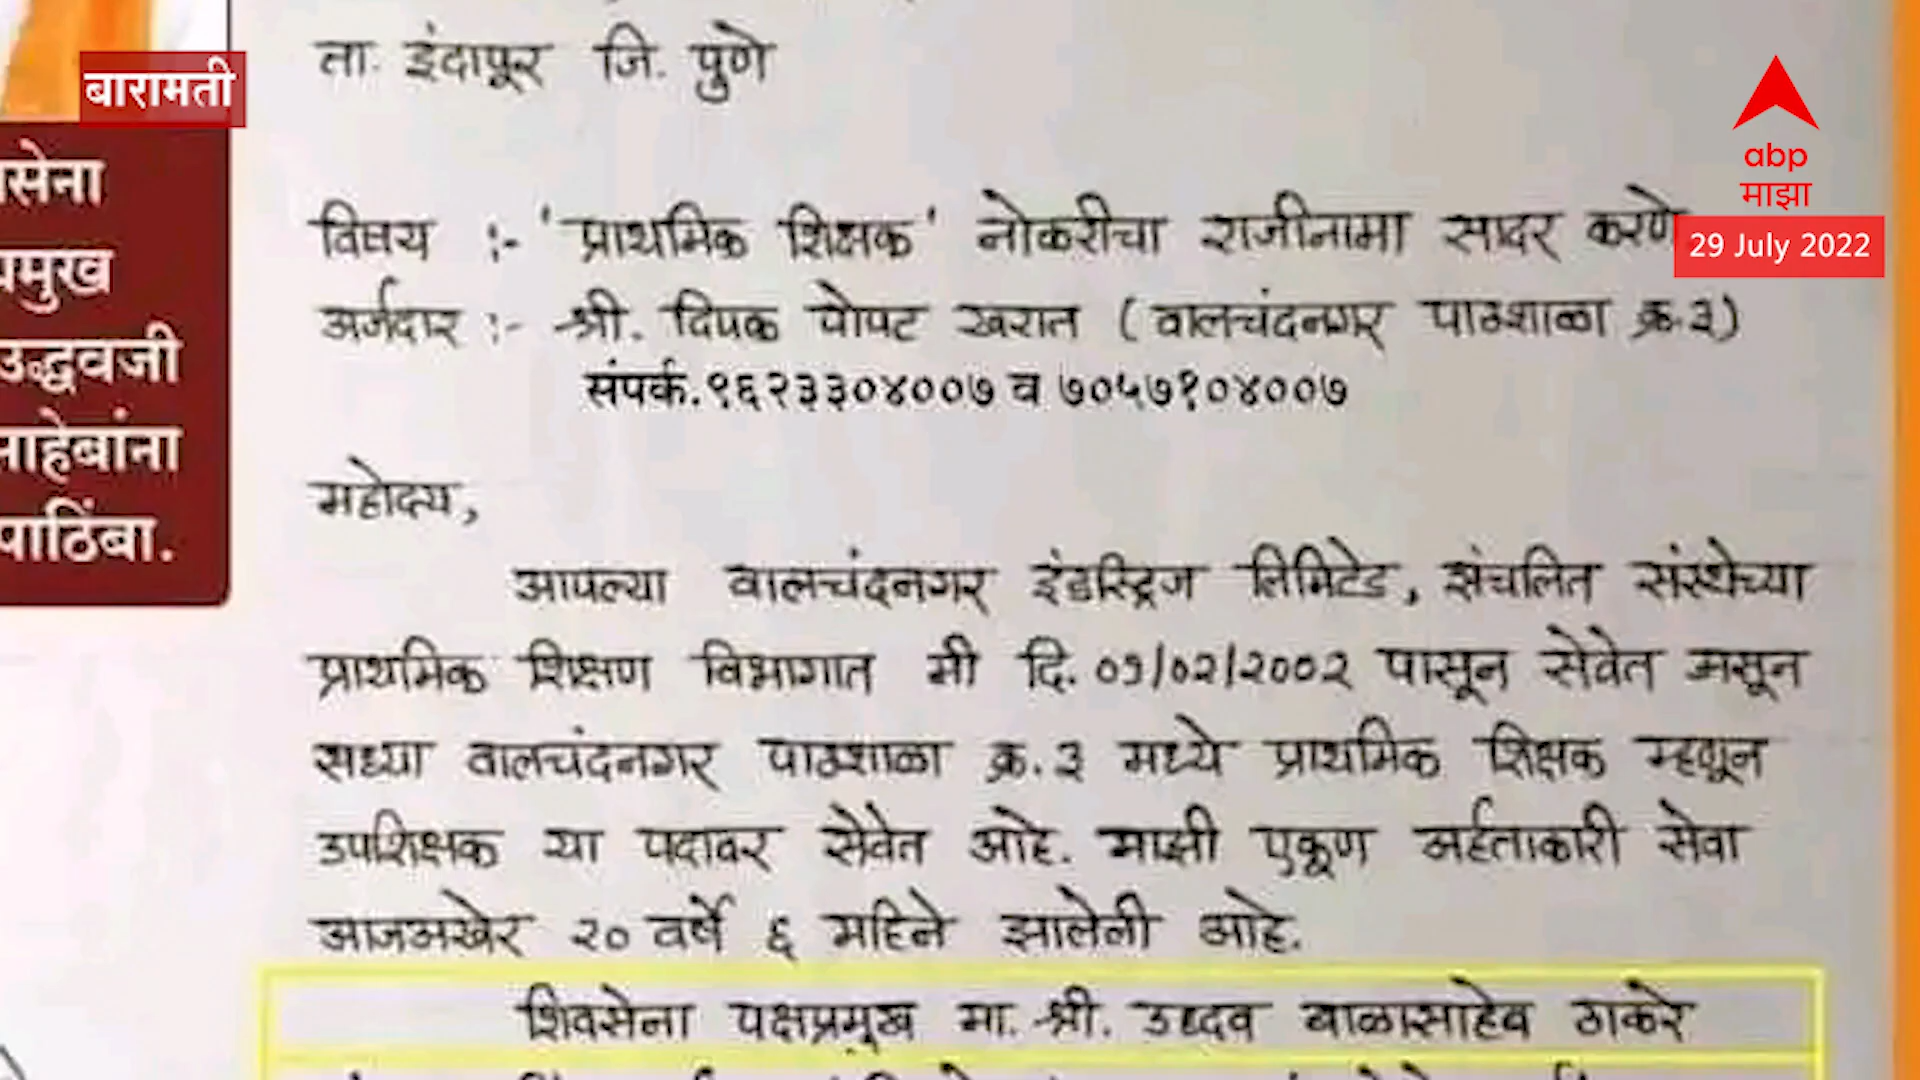 ता. इंदापूर जि. पुणे
बारामती
सेना
प्रमुख
उद्धवजी
साहेबांना
पाठिंबा.
abp
माझा
29 July 2022
विषय :- 'प्राथमिक शिक्षक' नोकरीचा राजीनामा सादर करणे
अर्जदार :- श्री. दिपक पोपट खरात (वालचंदनगर पाठशाळा क्र.३)
संपर्क.९६२३३०४००७ व ७०५७१०४००७
महोदय,
आपल्या वालचंदनगर इंडस्ट्रिज लिमिटेड, संचलित संस्थेच्या
प्राथमिक शिक्षण विभागात मी दि. ०१/०२/२००२ पासून सेवेत असून
सध्या वालचंदनगर पाठशाळा क्र. ३ मध्ये प्राथमिक शिक्षक म्हणून
उपशिक्षक या पदावर सेवेत आहे. माझी एकूण अर्हताकारी सेवा
आजअखेर २० वर्षे ६ महिने झालेली आहे.
शिवसेना पक्षप्रमुख मा. श्री. उध्दव बाळासाहेब ठाकरे